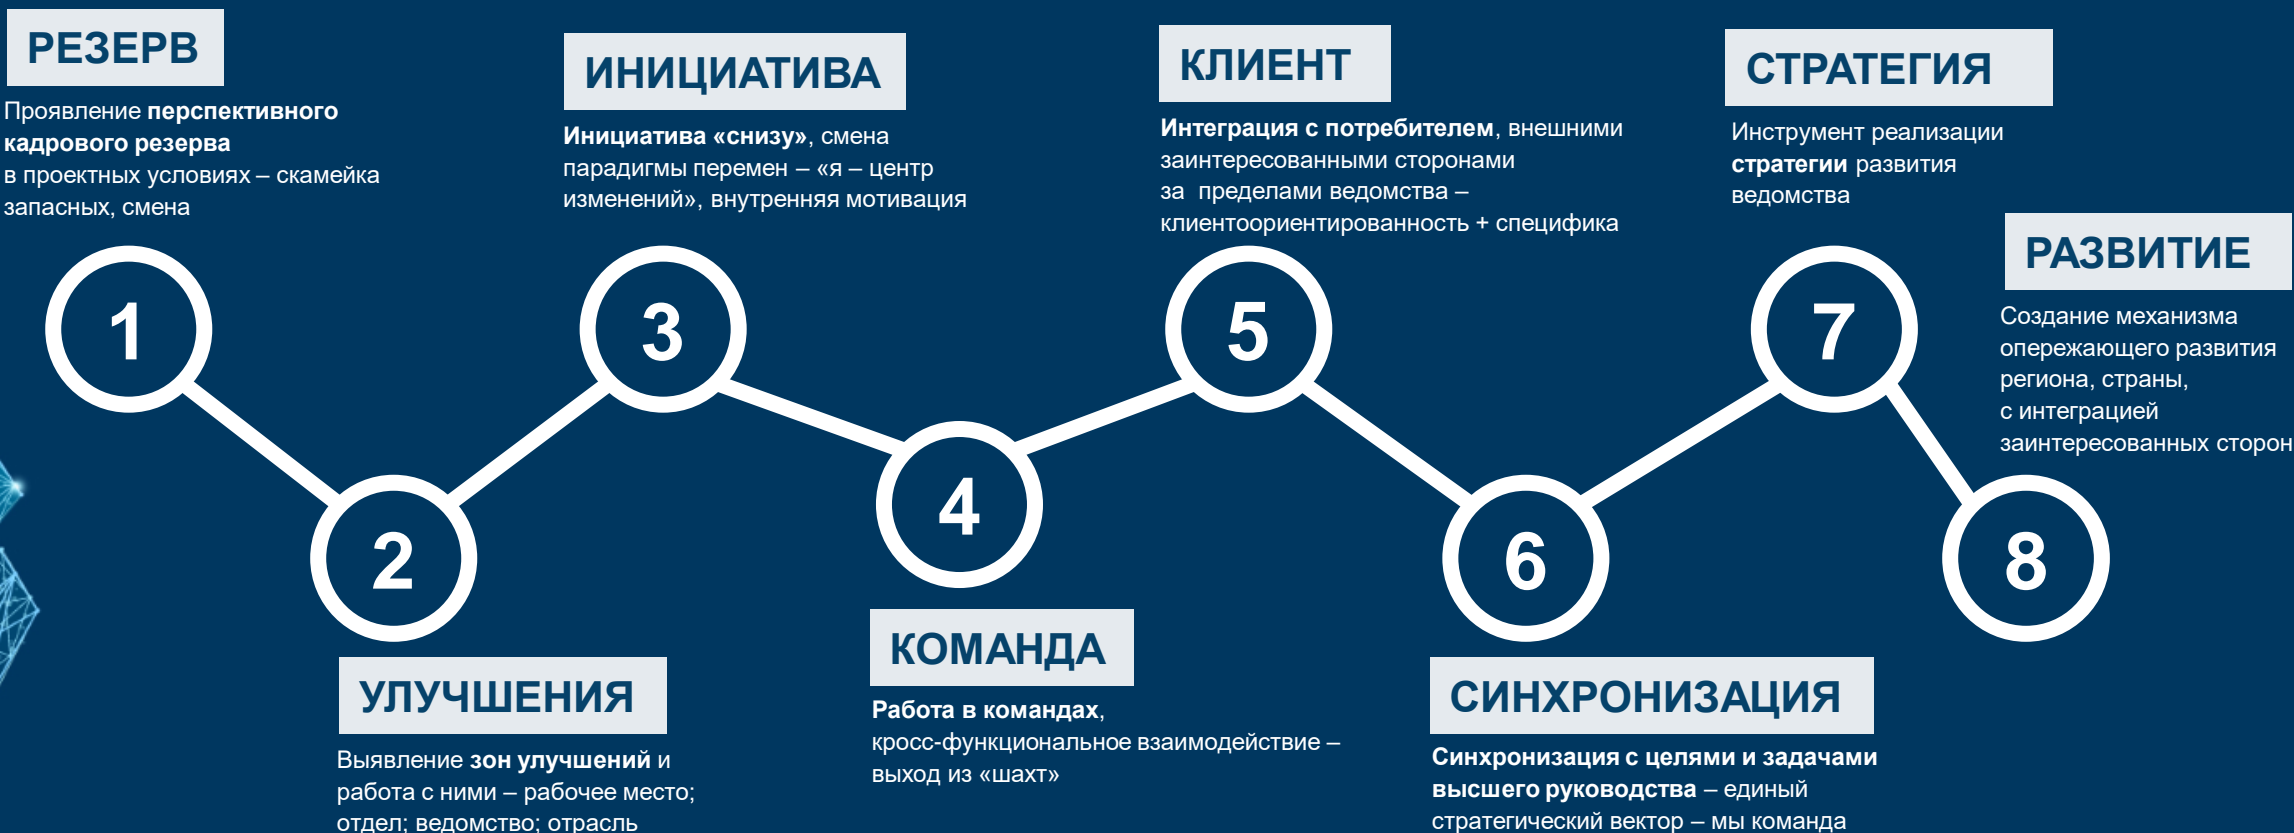 РЕЗЕРВ
Проявление перспективного
кадрового резерва
в проектных условиях – скамейка
запасных, смена
1
УЛУЧШЕНИЯ
Выявление зон улучшений и
работа с ними – рабочее место;
отдел; ведомство; отрасль
2
ИНИЦИАТИВА
Инициатива «снизу», смена
парадигмы перемен – «я – центр
изменений», внутренняя мотивация
3
КОМАНДА
Работа в командах,
кросс-функциональное взаимодействие –
выход из «шахт»
4
КЛИЕНТ
Интеграция с потребителем, внешними
заинтересованными сторонами
за пределами ведомства –
клиентоориентированность + специфика
5
СИНХРОНИЗАЦИЯ
Синхронизация с целями и задачами
высшего руководства – единый
стратегический вектор – мы команда
6
СТРАТЕГИЯ
Инструмент реализации
стратегии развития
ведомства
7
РАЗВИТИЕ
Создание механизма
опережающего развития
региона, страны,
с интеграцией
заинтересованных сторон
8